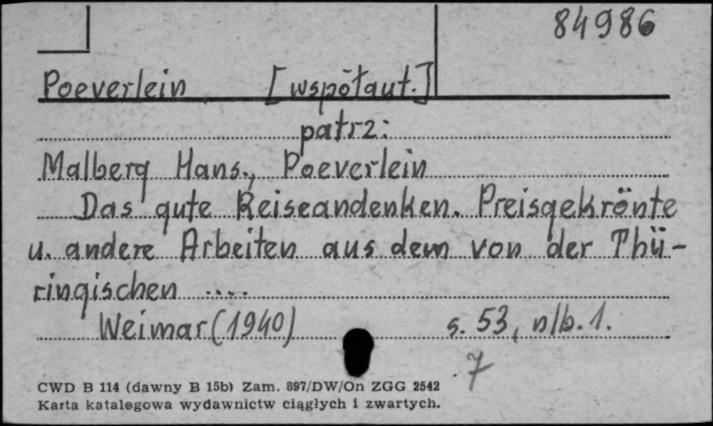 84986
Poeverlein [współaut.]
patrz:
Malberg Hans., Poeverlein
Das gute Reiseandenken. Preisgekrönte
u. andere Arbeiten aus dem von der Thü-
ringischen ....
Weimar (1940) s. 53, nlb. 1.
7
CWD B 114 (dawny B 15b) Zam. 897/DW/On ZGG 2542
Karta katalogowa wydawnictw ciągłych i zwartych.